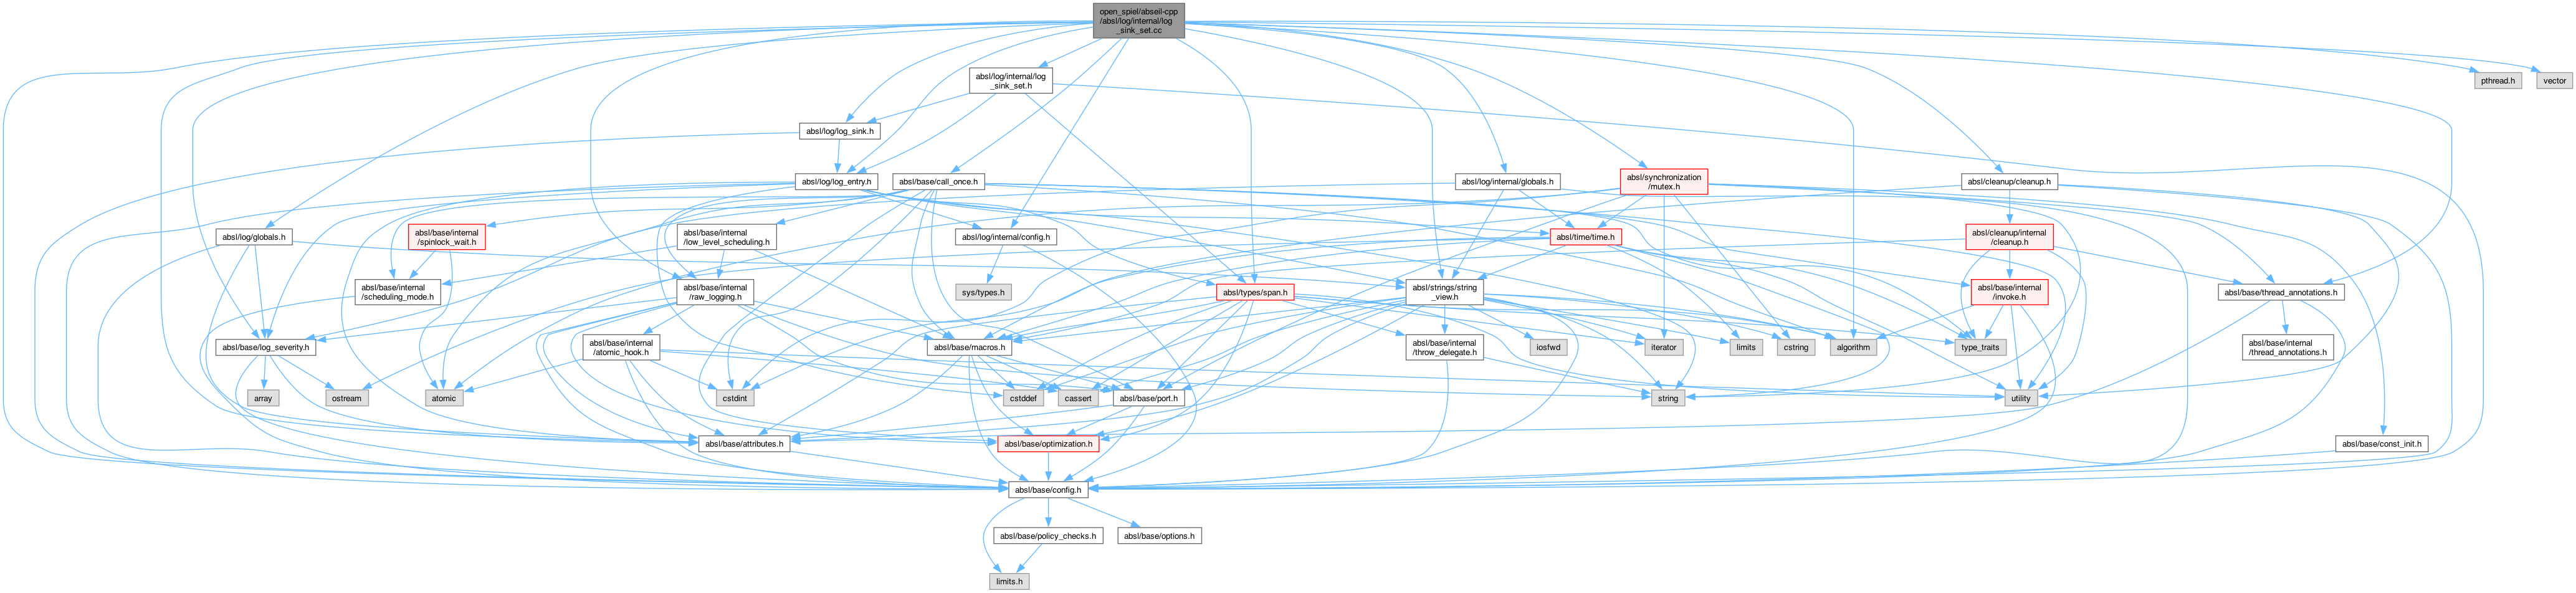 open_spiel/abseil-cpp
/absl/log/internal/log
_sink_set.cc
absl/log/internal/log
_sink_set.h
pthread.h
vector
absl/log/log_sink.h
absl/log/log_entry.h
absl/base/call_once.h
absl/log/internal/globals.h
absl/synchronization
/mutex.h
absl/cleanup/cleanup.h
absl/log/globals.h
absl/base/internal
/spinlock_wait.h
absl/base/internal
/low_level_scheduling.h
absl/log/internal/config.h
absl/time/time.h
absl/cleanup/internal
/cleanup.h
absl/base/internal
/scheduling_mode.h
absl/base/internal
/raw_logging.h
sys/types.h
absl/types/span.h
absl/strings/string
_view.h
absl/base/internal
/invoke.h
absl/base/thread_annotations.h
absl/base/log_severity.h
absl/base/internal
/atomic_hook.h
absl/base/macros.h
absl/base/internal
/throw_delegate.h
iosfwd
iterator
limits
cstring
algorithm
type_traits
absl/base/internal
/thread_annotations.h
array
ostream
atomic
cstdint
cstddef
cassert
absl/base/port.h
string
utility
absl/base/attributes.h
absl/base/optimization.h
absl/base/const_init.h
absl/base/config.h
absl/base/policy_checks.h
absl/base/options.h
limits.h